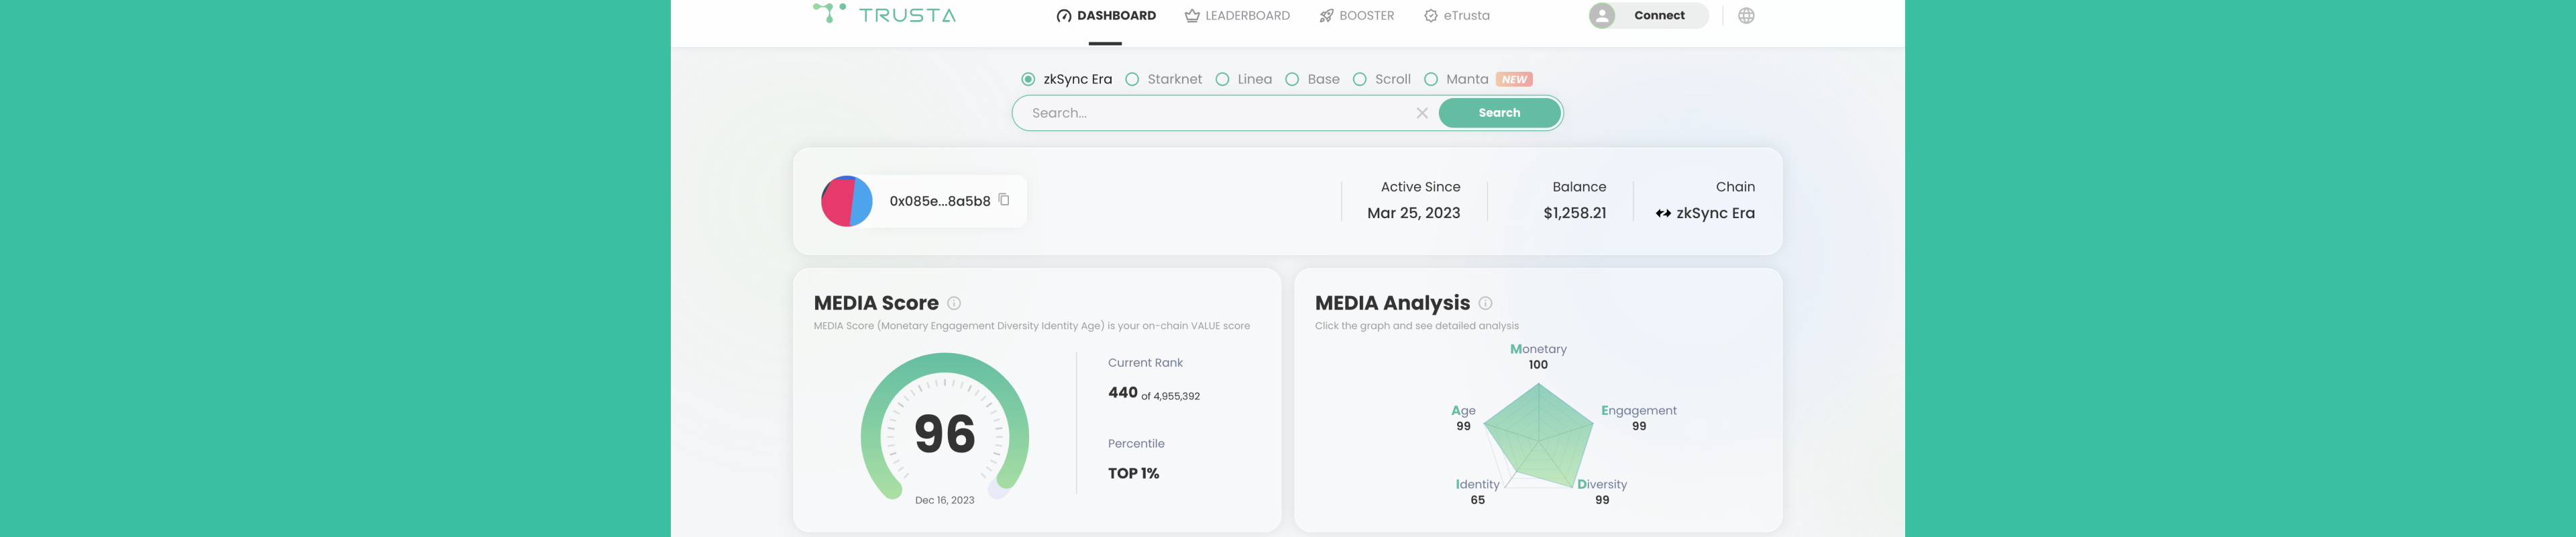 TRUSTA
DASHBOARD
LEADERBOARD
BOOSTER
eTrusta
Connect
zkSync Era
Starknet
Linea
Base
Scroll
Manta
NEW
Search...
Search
0x085e...8a5b8
Active Since
Mar 25, 2023
Balance
$1,258.21
Chain
zkSync Era
MEDIA Score
MEDIA Score (Monetary Engagement Diversity Identity Age) is your on-chain VALUE score
96
Dec 16, 2023
Current Rank
440 of 4,955,392
Percentile
TOP 1%
MEDIA Analysis
Click the graph and see detailed analysis
Monetary
100
Age
99
Engagement
99
Identity
65
Diversity
99